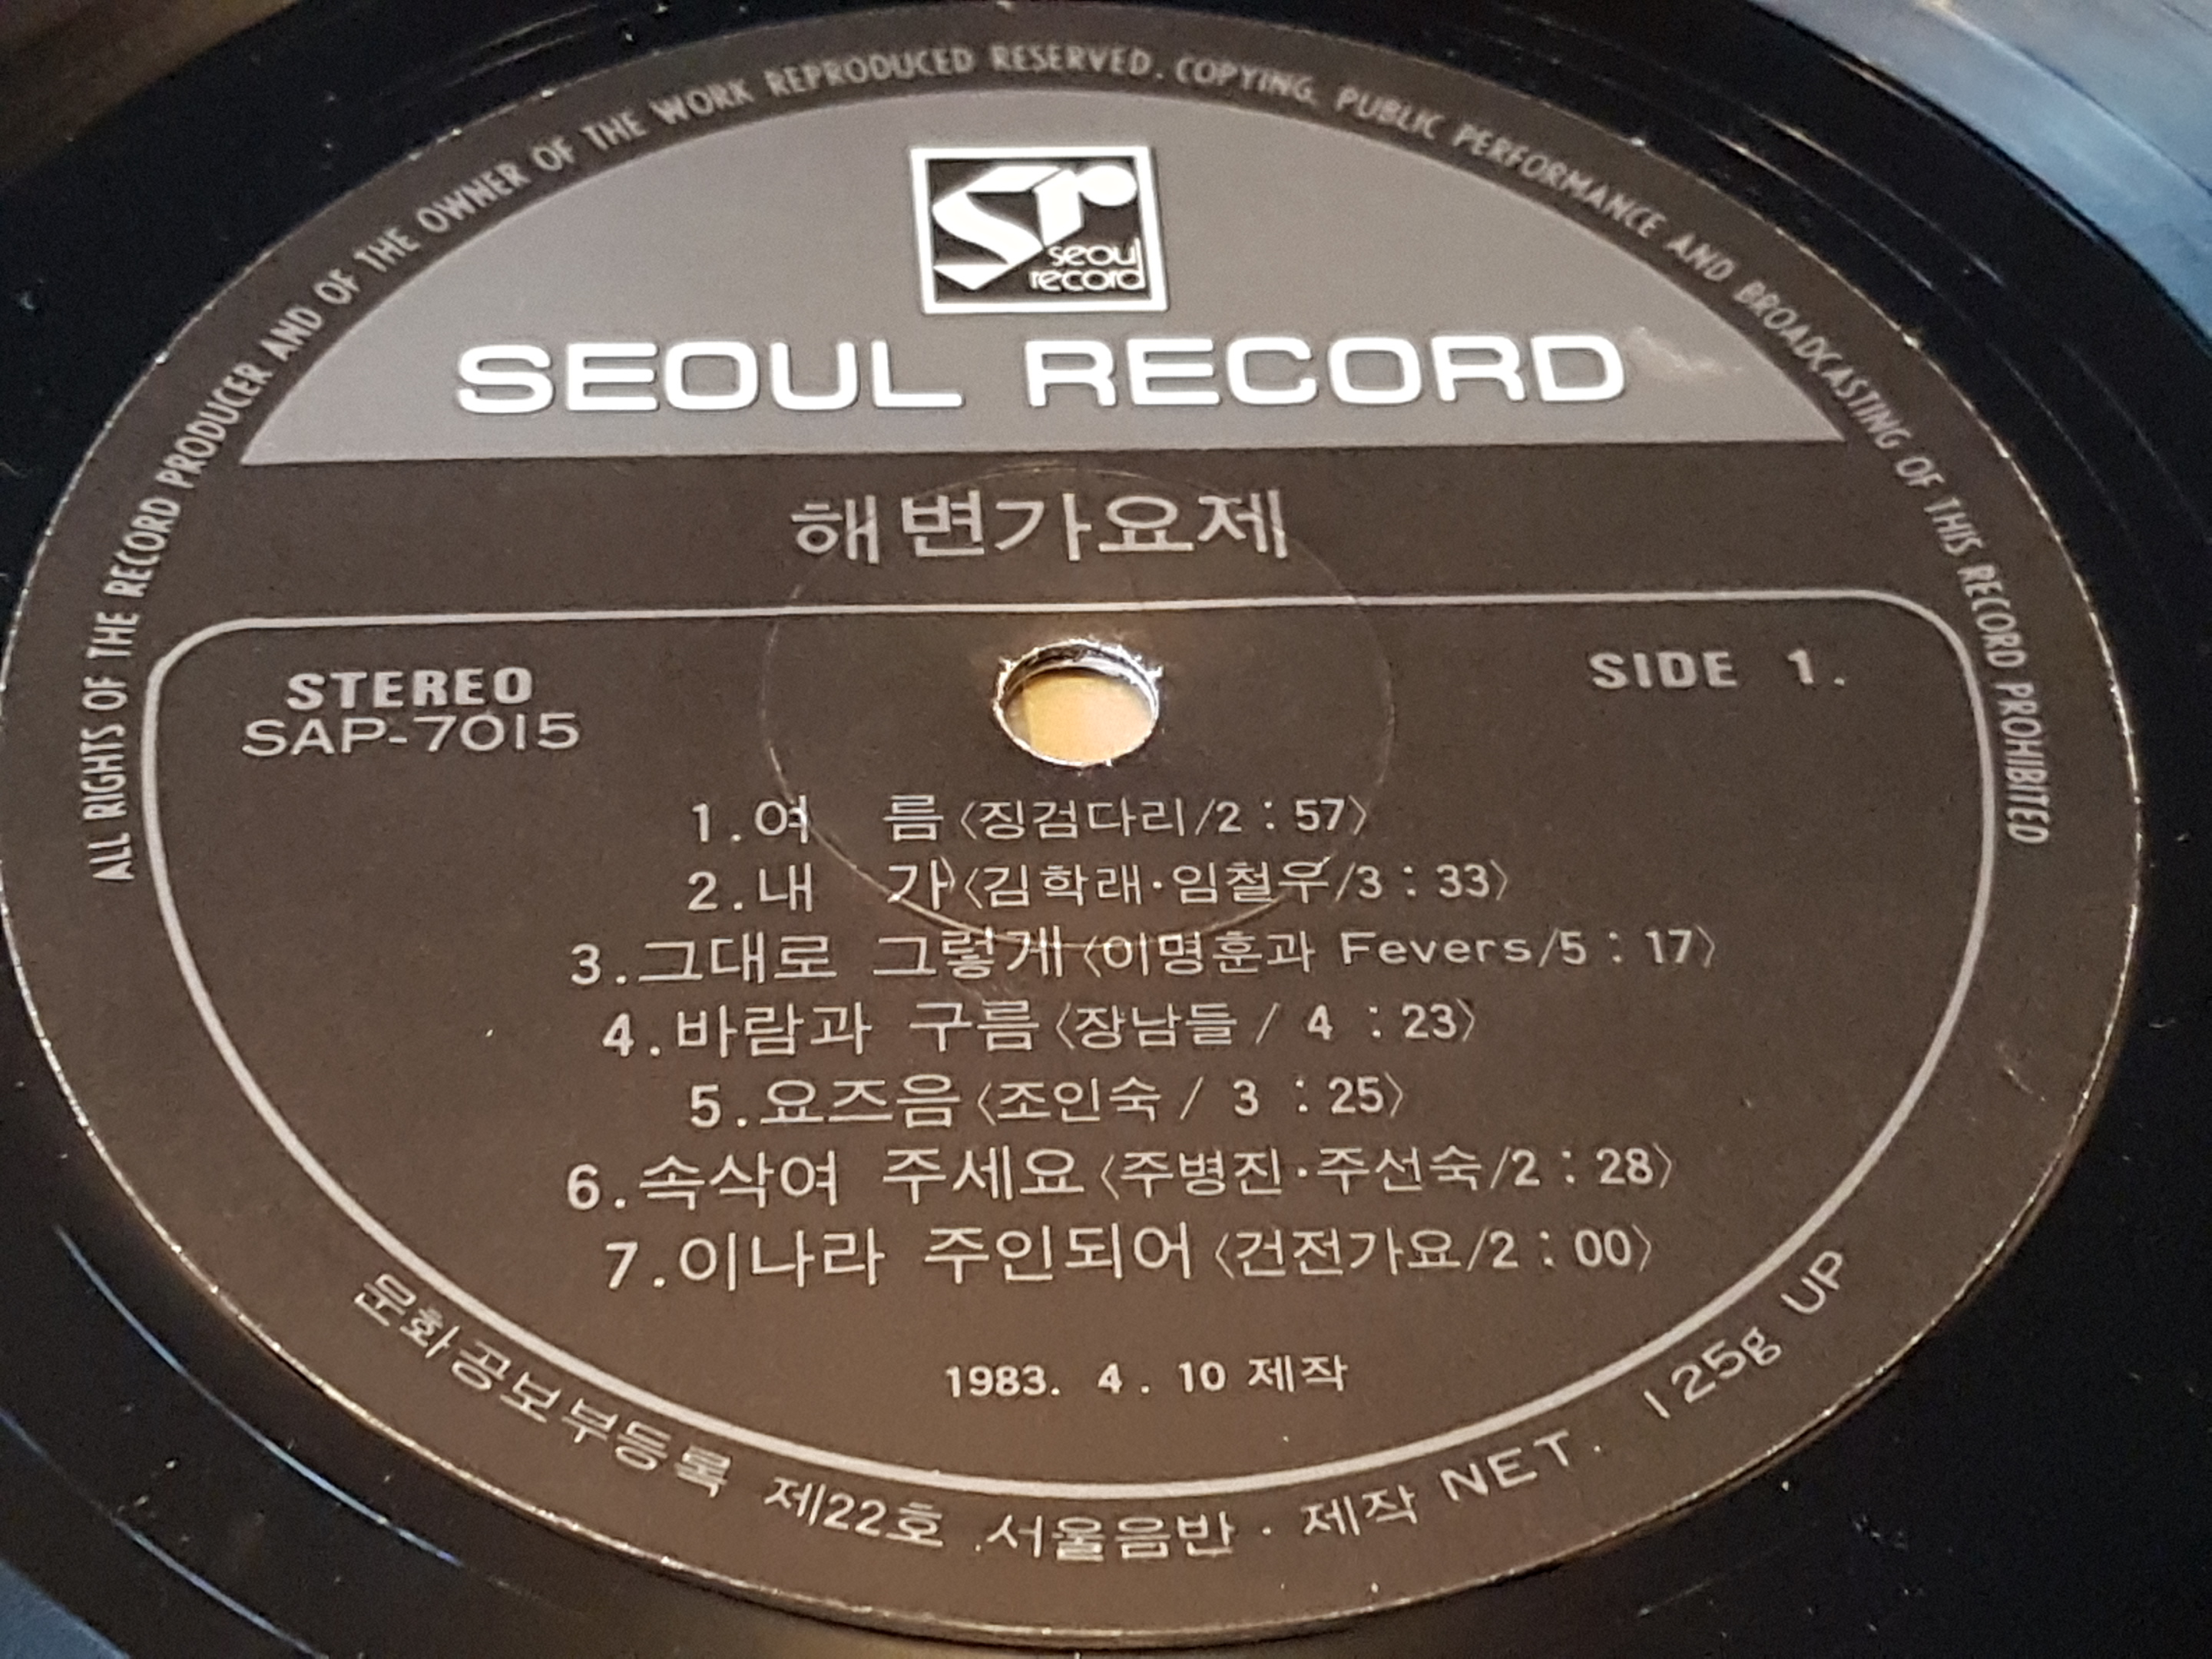 ALL RIGHTS OF THE RECORD PRODUCER AND OF THE OWNER OF THE WORK REPRODUCED RESERVED. COPYING, PUBLIC PERFORMANCE AND BROADCASTING OF THIS RECORD PROHIBITED
Sr
seoul
record
SEOUL RECORD
해변가요제
STEREO
SAP-7015
SIDE 1.
1.여 름〈징검다리/2:57〉
2.내 가〈김학래·임철우/3:33〉
3.그대로 그렇게〈이명훈과 Fevers/5:17〉
4.바람과 구름〈장남들/ 4 :23〉
5.요즈음〈조인숙/ 3 :25〉
6.속삭여 주세요〈주병진·주선숙/2:28〉
7.이나라 주인되어〈건전가요/2:00〉
1983. 4. 10 제작
문화공보부등록 제22호 .서울음반·제작 NET. 125g UP